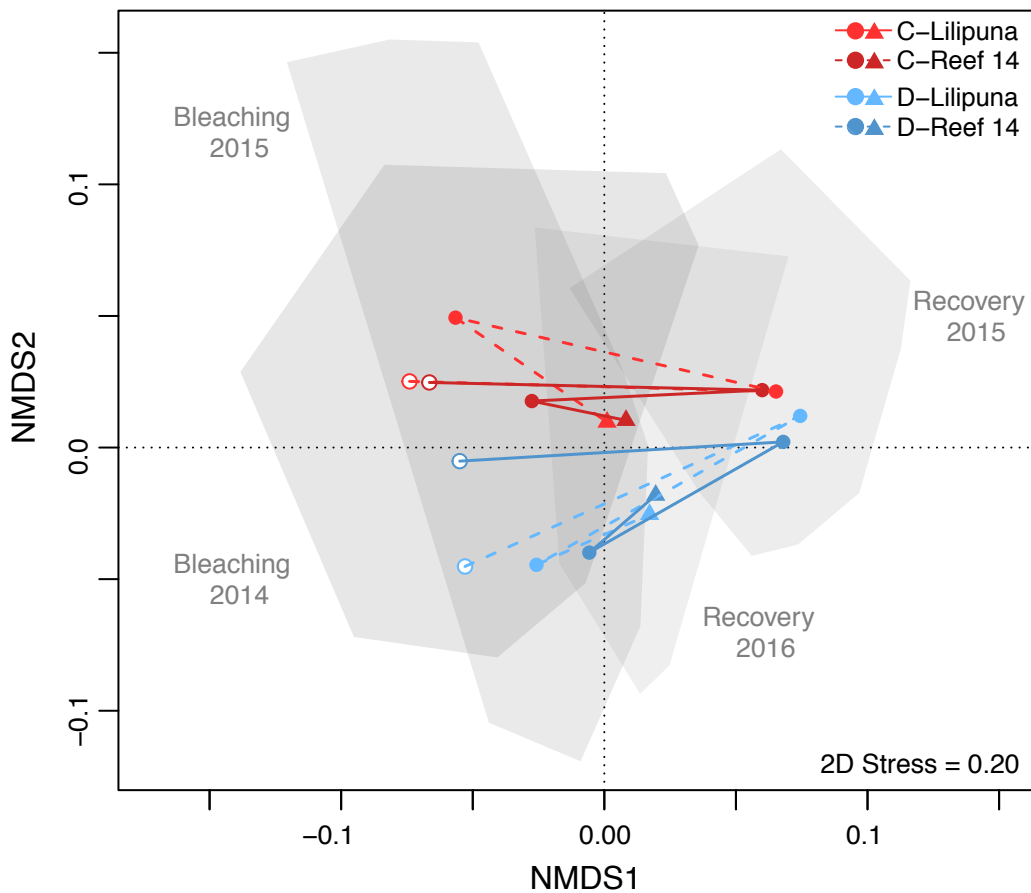 C−Lilipuna
C−Reef 14
D−Lilipuna
D−Reef 14
Bleaching
2015
Recovery
2015
Bleaching
2014
Recovery
2016
2D Stress = 0.20
0.1
0.0
−0.1
NMDS2
−0.1
0.00
0.1
NMDS1